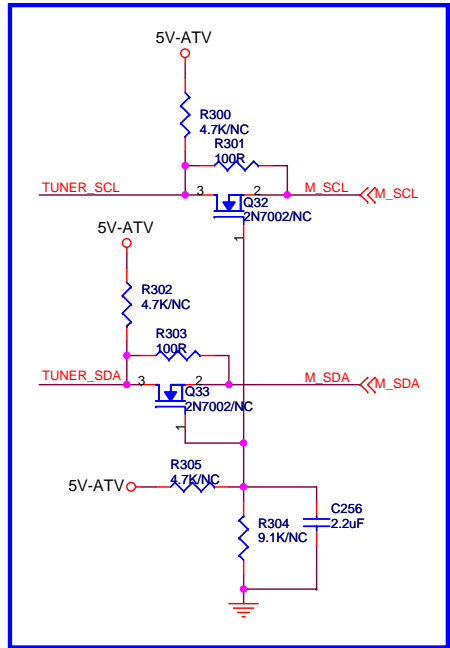 5V-ATV
R300
4.7K/NC
R301
100R
TUNER_SCL
3
2
M_SCL
M_SCL
Q32
2N7002/NC
1
5V-ATV
R302
4.7K/NC
R303
100R
TUNER_SDA
3
2
M_SDA
M_SDA
Q33
2N7002/NC
1
R305
4.7K/NC
5V-ATV
C256
2.2uF
R304
9.1K/NC